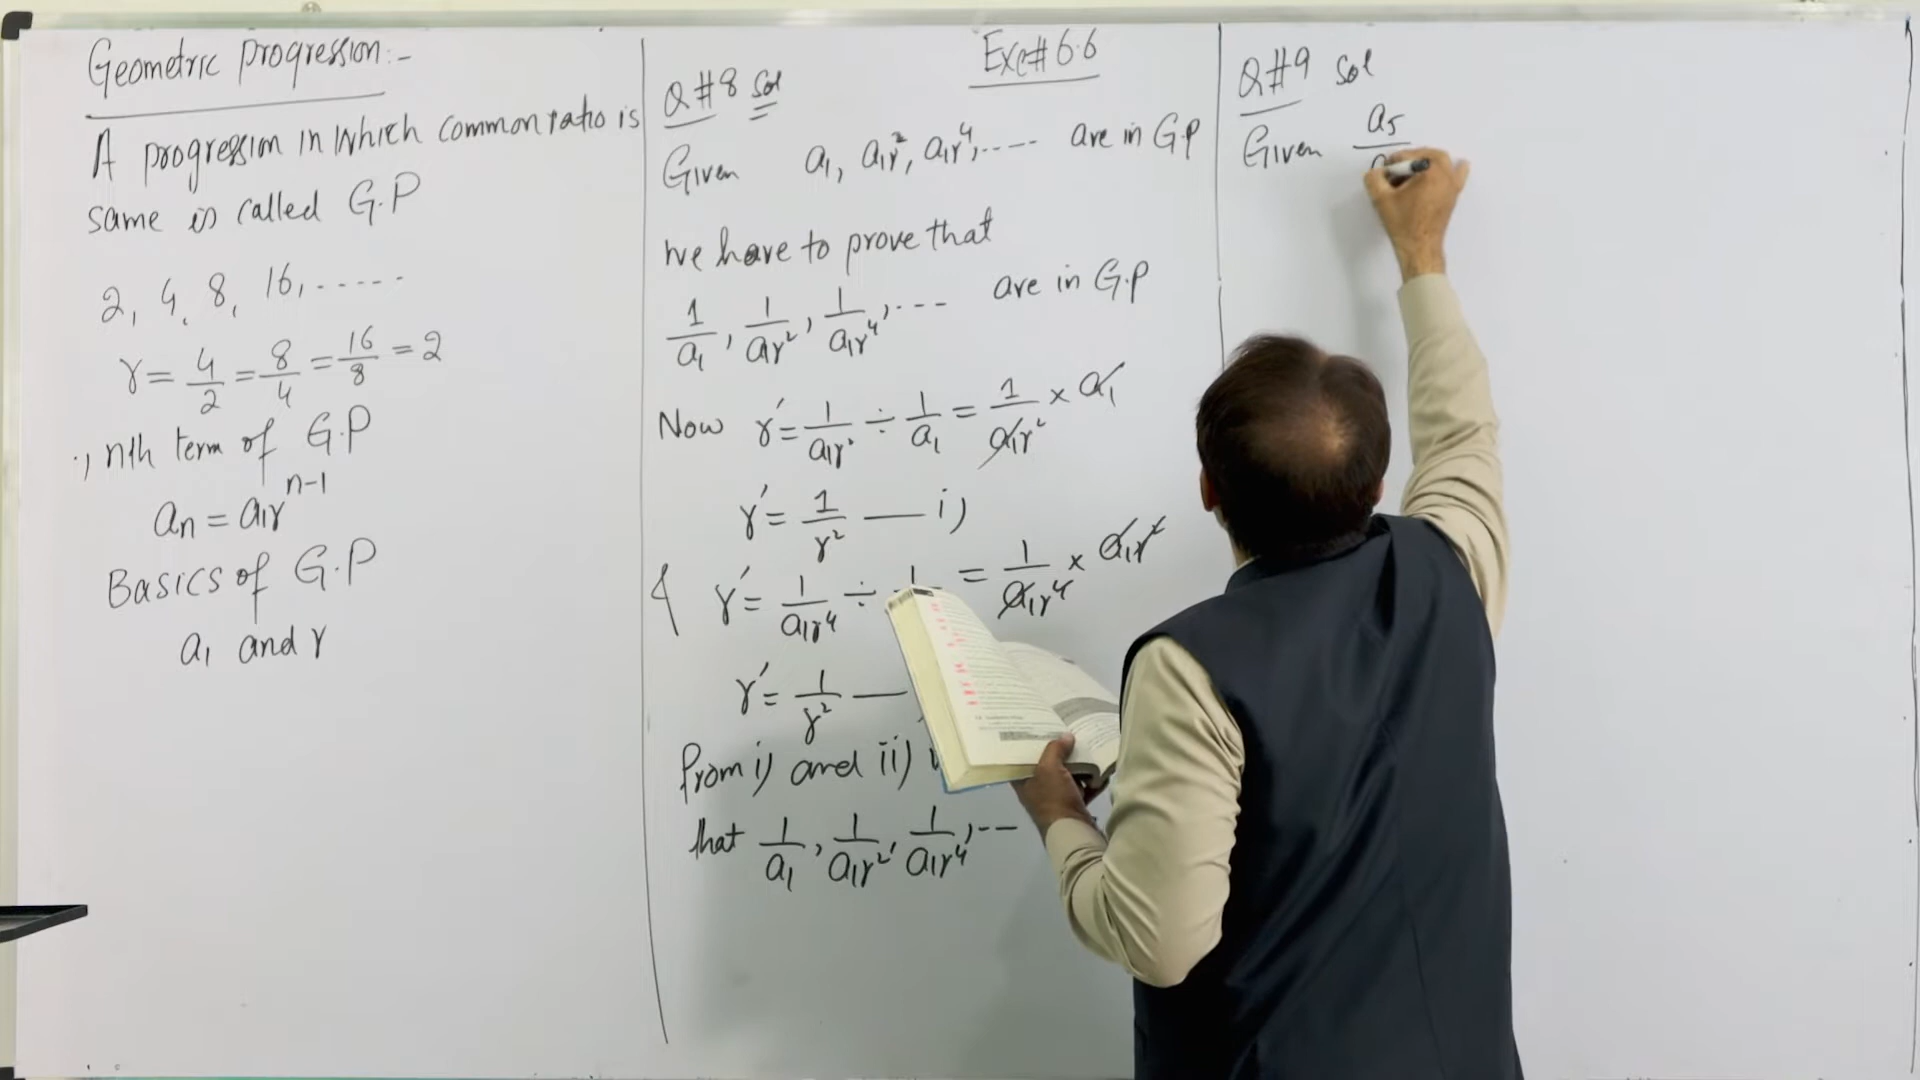 Geometric Progression:-
A progression in which common ratio is
same is called G.P
2, 4, 8, 16, .....
r = 4/2 = 8/4 = 16/8 = 2
., nth term of G.P
aₙ = a₁rⁿ⁻¹
Basics of G.P
a₁ and r
Exc# 6.6
Q#8 Sol
Given a₁, a₁r², a₁r⁴, .... are in G.P
we have to prove that
1/a₁, 1/a₁r², 1/a₁r⁴, ... are in G.P
Now r′ = 1/a₁r² ÷ 1/a₁ = 1/a₁r² × a₁
r′ = 1/r² — i)
& r′ = 1/a₁r⁴ ÷ = 1/a₁r⁴ × a₁r²
r′ = 1/r² —
From i) and ii)
that 1/a₁, 1/a₁r², 1/a₁r⁴, ...
Q#9 Sol
Given a₅